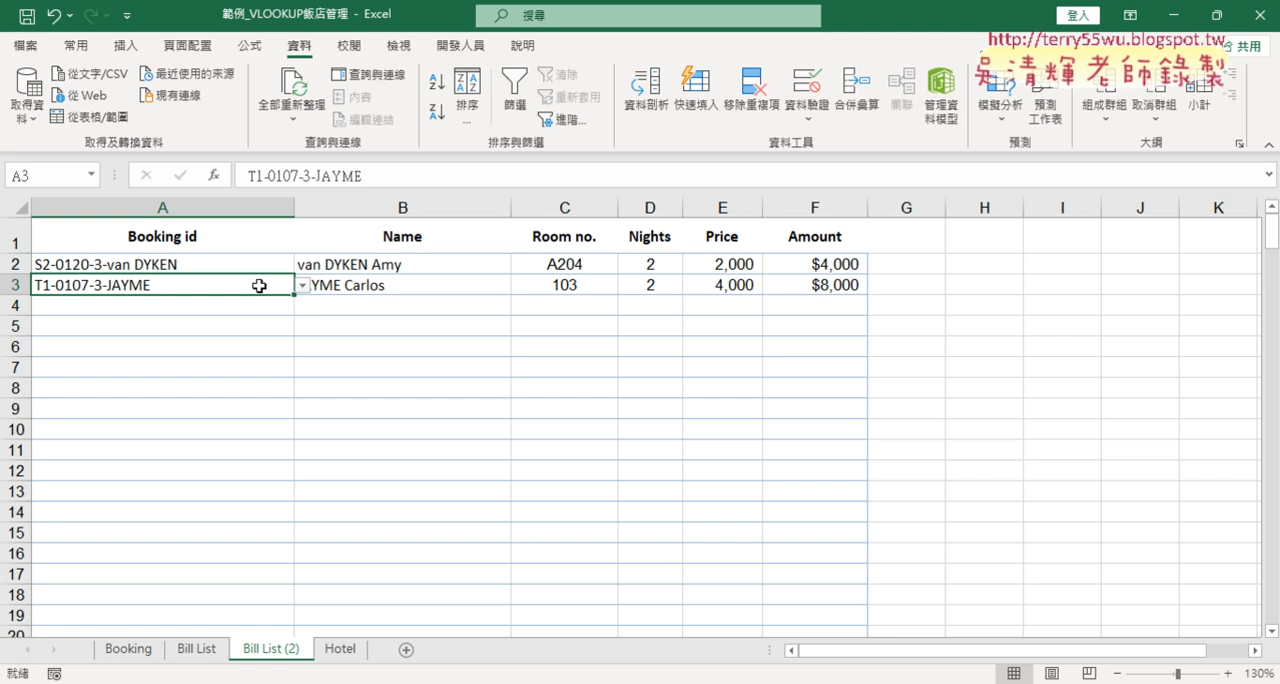 範例_VLOOKUP飯店管理 - Excel
搜尋
登入
http://terry55wu.blogspot.tw
吳清輝老師錄製
檔案 常用 插入 頁面配置 公式 資料 校閱 檢視 開發人員 說明
共用
取得資料
從文字/CSV
從 Web
從表格/範圍
最近使用的來源
現有連線
取得及轉換資料
全部重新整理
查詢與連線
內容
編輯連結
查詢與連線
排序...
篩選
清除
重新套用
進階...
排序與篩選
資料剖析 快速填入 移除重複項 資料驗證 合併彙算 關聯 管理資料模型
資料工具
模擬分析 預測工作表
預測
組成群組 取消群組 小計
大綱
A3
fx
T1-0107-3-JAYME
A B C D E F G H I J K
1 Booking id Name Room no. Nights Price Amount
2 S2-0120-3-van DYKEN van DYKEN Amy A204 2 2,000 $4,000
3 T1-0107-3-JAYME YME Carlos 103 2 4,000 $8,000
4
5
6
7
8
9
10
11
12
13
14
15
16
17
18
19
20
Booking Bill List Bill List (2) Hotel
就緒
130%